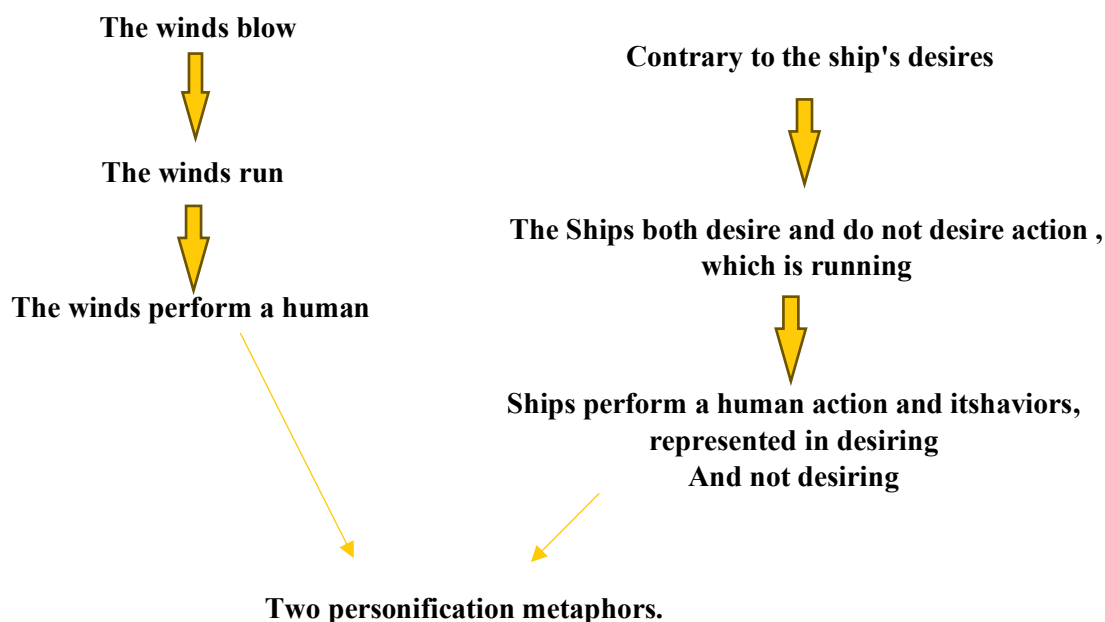 The winds blow
The winds run
The winds perform a human
Contrary to the ship's desires
The Ships both desire and do not desire action ,
which is running
Ships perform a human action and itshaviors,
represented in desiring
And not desiring
Two personification metaphors.